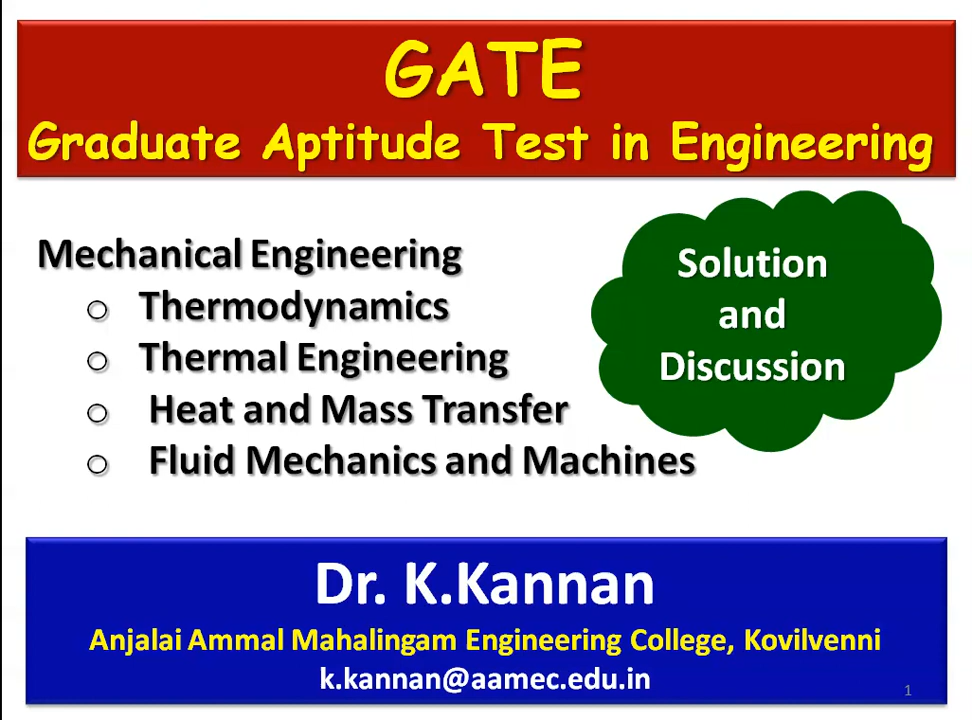 GATE
Graduate Aptitude Test in Engineering
Mechanical Engineering
o Thermodynamics
o Thermal Engineering
o Heat and Mass Transfer
o Fluid Mechanics and Machines
Solution
and
Discussion
Dr. K.Kannan
Anjalai Ammal Mahalingam Engineering College, Kovilvenni
k.kannan@aamec.edu.in
1